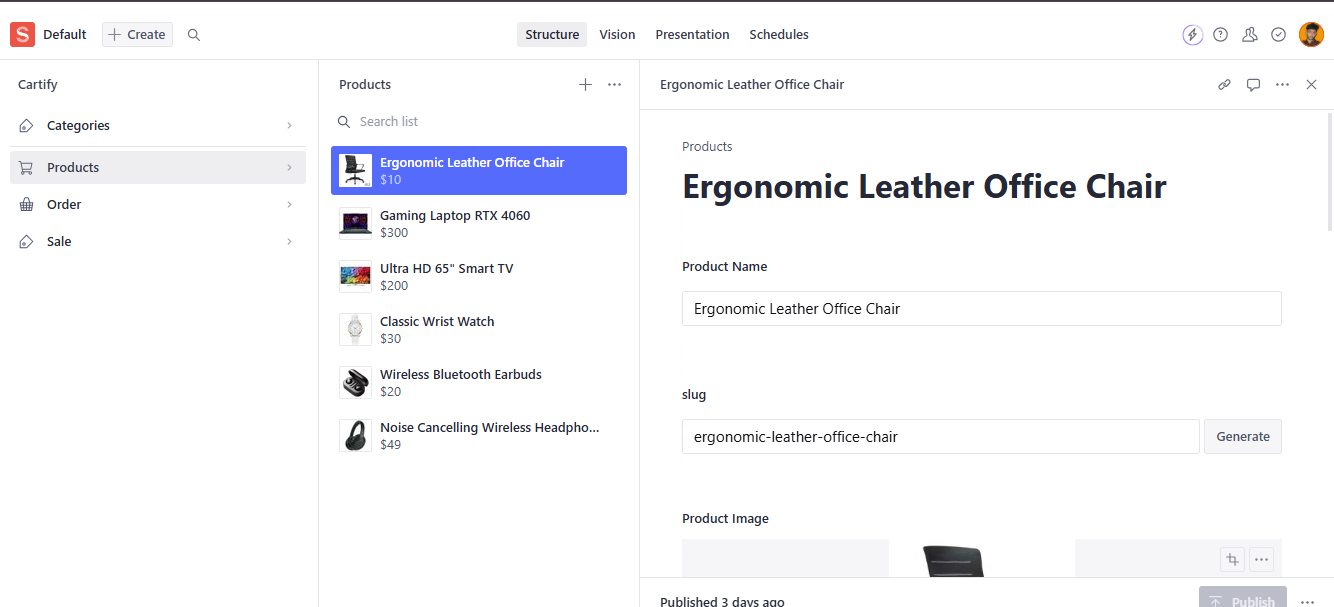 S Default Create
Structure Vision Presentation Schedules
Cartify
Categories
Products
Order
Sale
Products
Search list
Ergonomic Leather Office Chair
$10
Gaming Laptop RTX 4060
$300
Ultra HD 65" Smart TV
$200
Classic Wrist Watch
$30
Wireless Bluetooth Earbuds
$20
Noise Cancelling Wireless Headpho...
$49
Ergonomic Leather Office Chair
Products
Ergonomic Leather Office Chair
Product Name
Ergonomic Leather Office Chair
slug
ergonomic-leather-office-chair Generate
Product Image
Published 3 days ago Publish